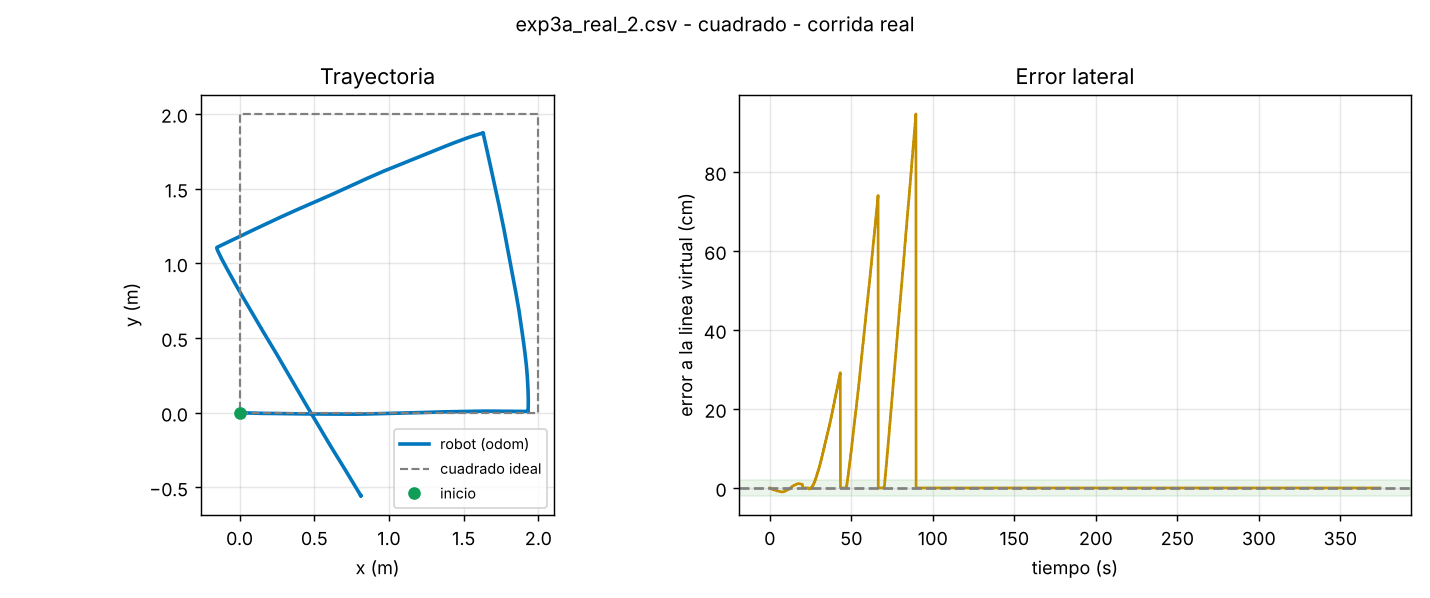 exp3a_real_2.csv - cuadrado - corrida real
Trayectoria
y (m)
2.0
1.5
1.0
0.5
0.0
−0.5
0.0
0.5
1.0
1.5
2.0
x (m)
robot (odom)
cuadrado ideal
inicio
Error lateral
error a la linea virtual (cm)
80
60
40
20
0
0
50
100
150
200
250
300
350
tiempo (s)